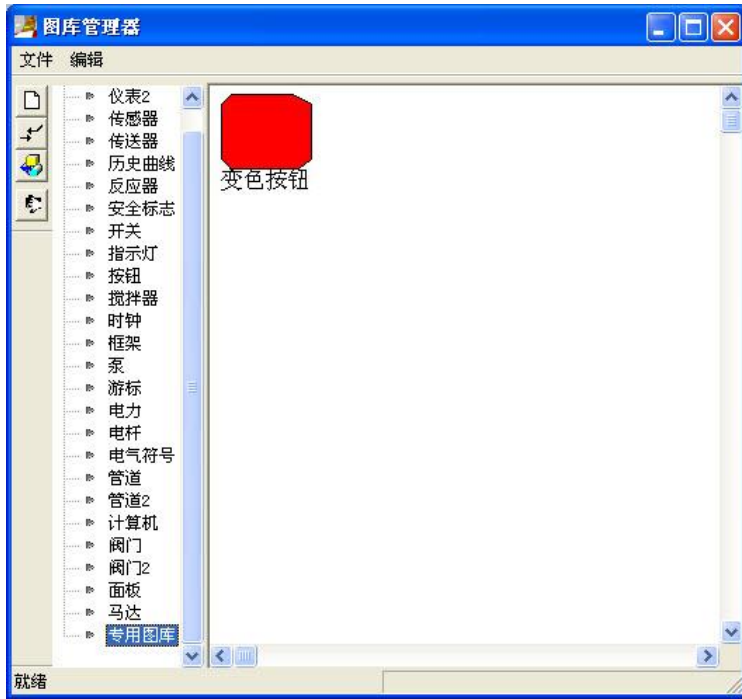 图库管理器
文件 编辑
仪表2
传感器
传送器
历史曲线
反应器
安全标志
开关
指示灯
按钮
搅拌器
时钟
框架
泵
游标
电力
电杆
电气符号
管道
管道2
计算机
阀门
阀门2
面板
马达
专用图库
变色按钮
就绪